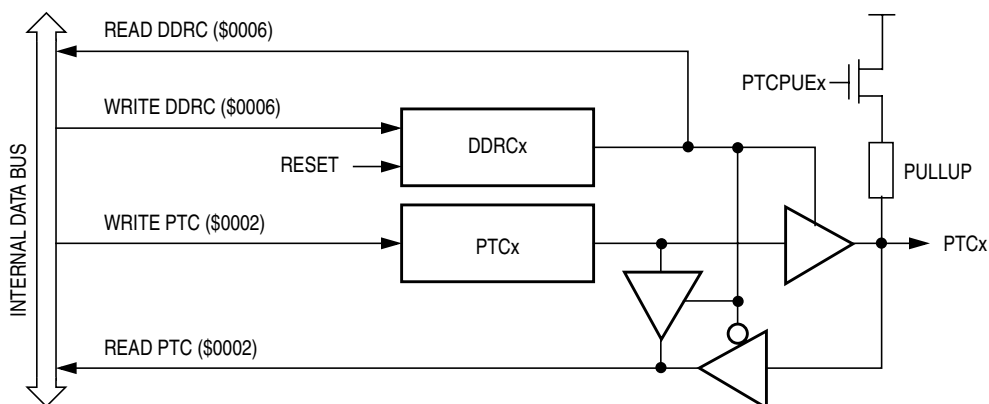 READ DDRC ($0006)
PTCPUEx
WRITE DDRC ($0006)
DDRCx
RESET
PULLUP
INTERNAL DATA BUS
WRITE PTC ($0002)
PTCx
PTCx
READ PTC ($0002)